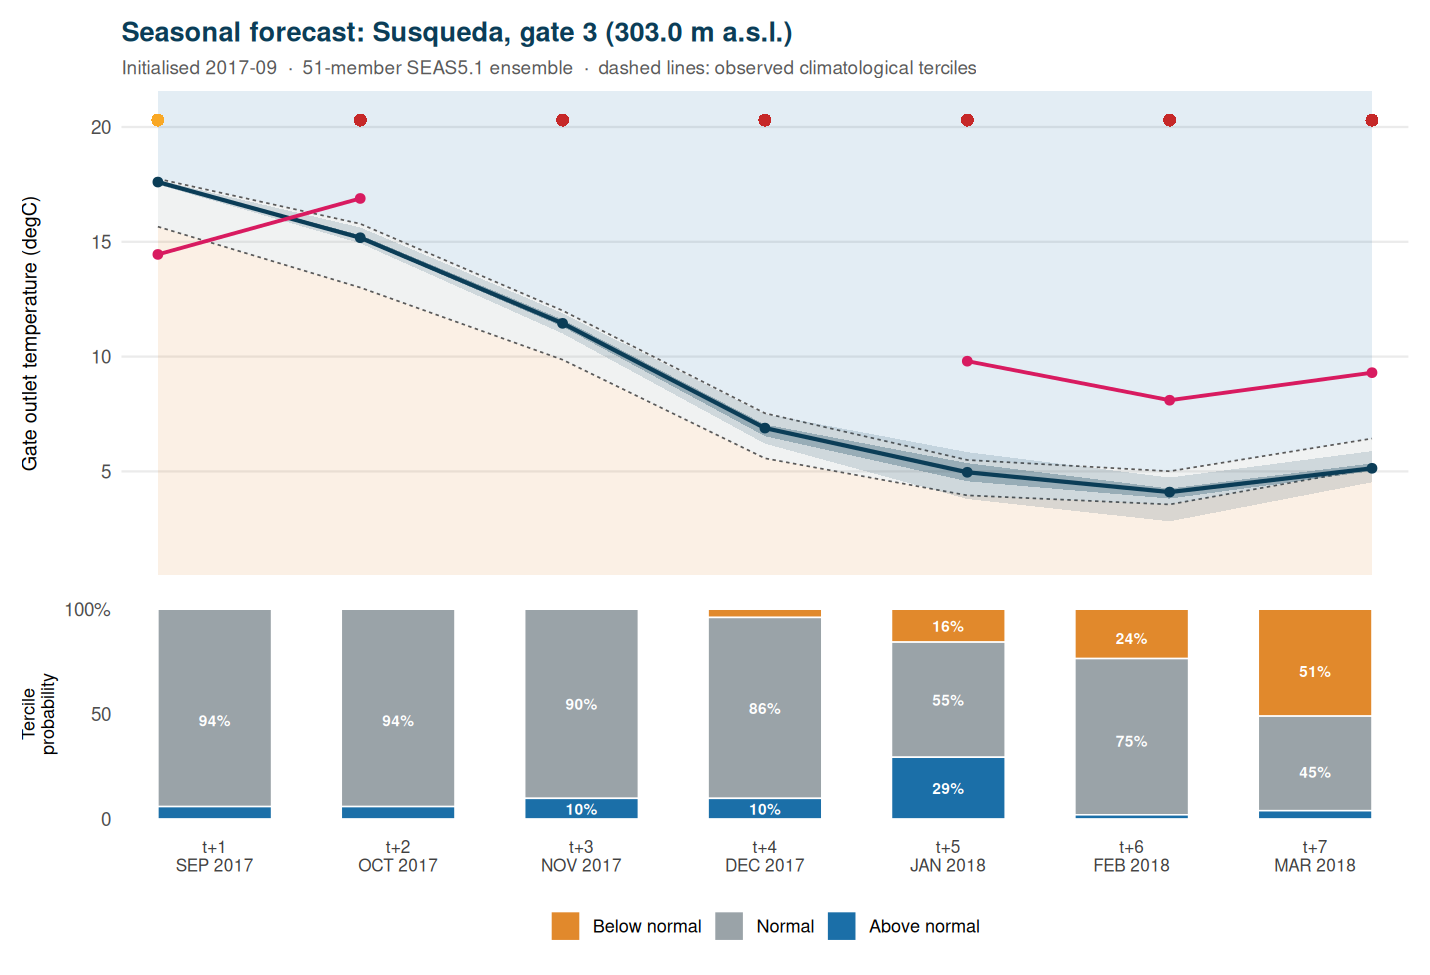 Seasonal forecast: Susqueda, gate 3 (303.0 m a.s.l.)
Initialised 2017-09 · 51-member SEAS5.1 ensemble · dashed lines: observed climatological terciles
Gate outlet temperature (degC)
20
15
10
5
Tercile
probability
100%
50
0
94%
94%
90%
10%
86%
10%
16%
55%
29%
24%
75%
51%
45%
t+1
SEP 2017
t+2
OCT 2017
t+3
NOV 2017
t+4
DEC 2017
t+5
JAN 2018
t+6
FEB 2018
t+7
MAR 2018
Below normal
Normal
Above normal